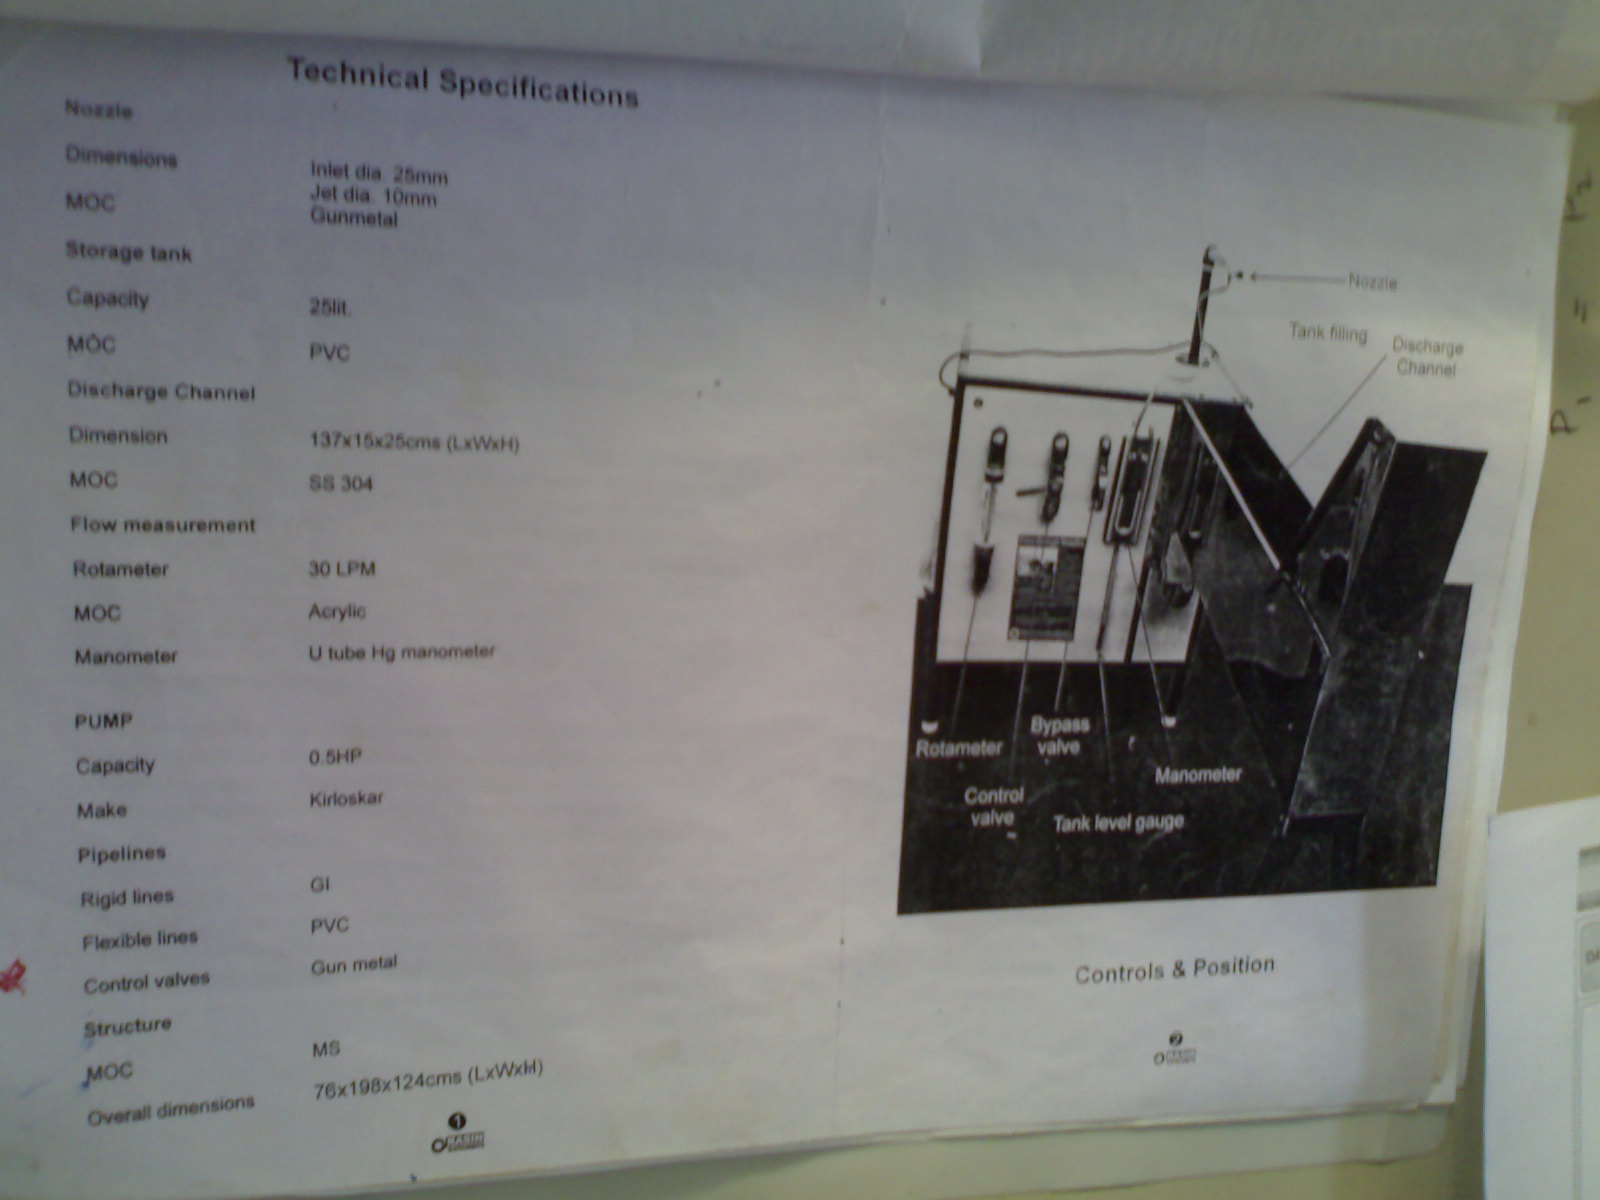 Technical Specifications
Nozzle
Dimensions Inlet dia. 25mm
Jet dia. 10mm
MOC Gunmetal
Storage tank
Capacity 25lit.
MOC PVC
Discharge Channel
Dimension 137x15x25cms (LxWxH)
MOC SS 304
Flow measurement
Rotameter 30 LPM
MOC Acrylic
Manometer U tube Hg manometer
PUMP
Capacity 0.5HP
Make Kirloskar
Pipelines
Rigid lines GI
Flexible lines PVC
Control valves Gun metal
Structure
MOC MS
Overall dimensions 76x198x124cms (LxWxH)
1
Nozzle
Tank filling
Discharge
Channel
Rotameter
Bypass
valve
Manometer
Control
valve
Tank level gauge
Controls & Position
2